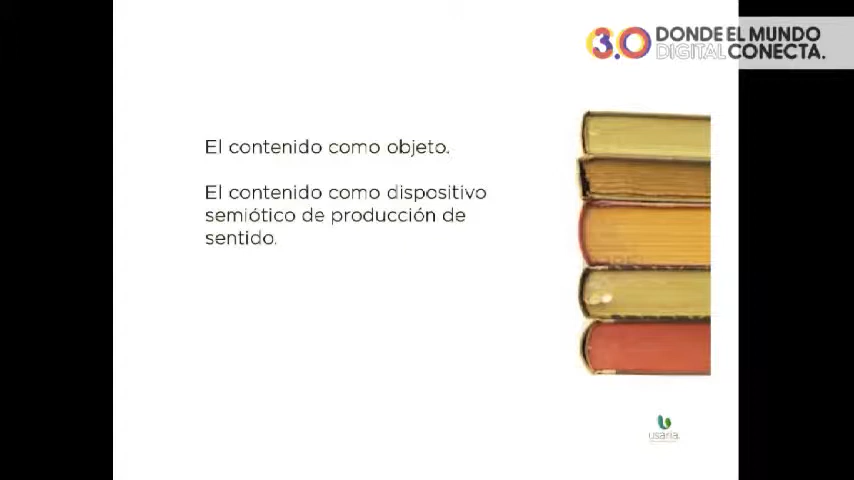 3.0 DONDE EL MUNDO
DIGITAL CONECTA.
El contenido como objeto.
El contenido como dispositivo
semiótico de producción de
sentido.
usaria.